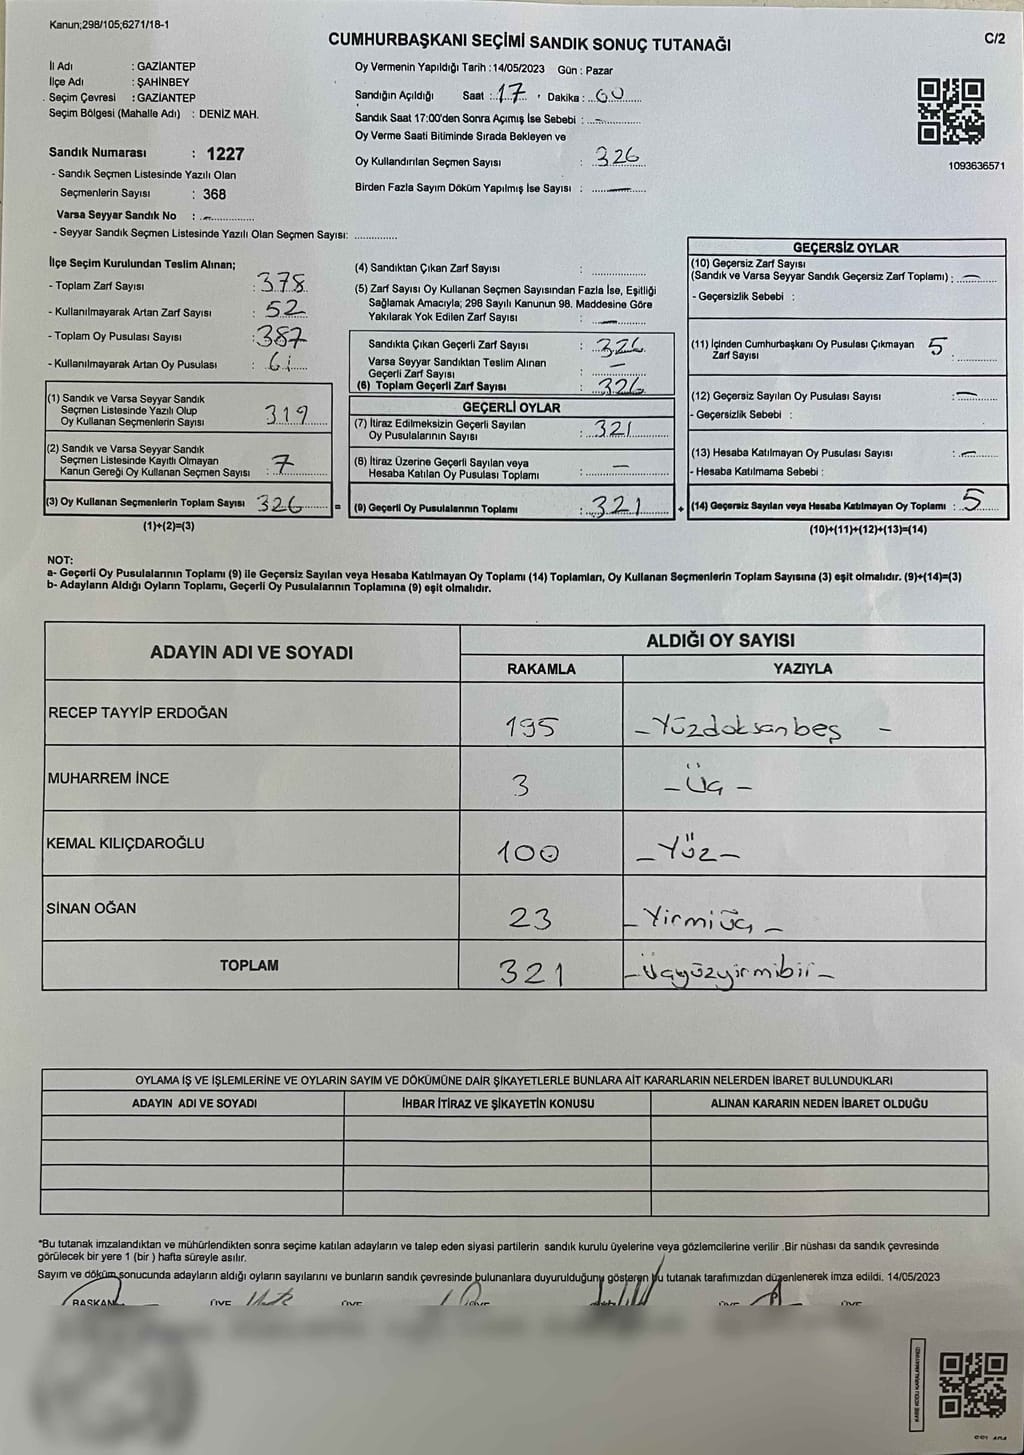 Kanun;298/105,6271/18-1
CUMHURBAŞKANI SEÇİMİ SANDIK SONUÇ TUTANAĞI
C/2
İl Adı : GAZİANTEP
İlçe Adı : ŞAHİNBEY
Seçim Çevresi : GAZİANTEP
Seçim Bölgesi (Mahalle Adı) : DENİZ MAH.
Sandık Numarası : 1227
- Sandık Seçmen Listesinde Yazılı Olan
Seçmenlerin Sayısı : 368
Varsa Seyyar Sandık No :
- Seyyar Sandık Seçmen Listesinde Yazılı Olan Seçmen Sayısı:
Oy Vermenin Yapıldığı Tarih : 14/05/2023 Gün : Pazar
Sandığın Açıldığı Saat : 17 Dakika : 00
Sandık Saat 17:00'den Sonra Açımış İse Sebebi :
Oy Verme Saati Bitiminde Sırada Bekleyen ve
Oy Kullandırılan Seçmen Sayısı : 326
Birden Fazla Sayım Döküm Yapılmış İse Sayısı :
1093636571
İlçe Seçim Kurulundan Teslim Alınan;
- Toplam Zarf Sayısı : 378
- Kullanılmayarak Artan Zarf Sayısı : 52
- Toplam Oy Pusulası Sayısı : 387
- Kullanılmayarak Artan Oy Pusulası : 61
(1) Sandık ve Varsa Seyyar Sandık
Seçmen Listesinde Yazılı Olup
Oy Kullanan Seçmenlerin Sayısı 319
(2) Sandık ve Varsa Seyyar Sandık
Seçmen Listesinde Kayıtlı Olmayan
Kanun Gereği Oy Kullanan Seçmen Sayısı : 7
(3) Oy Kullanan Seçmenlerin Toplam Sayısı 326 =
(1)+(2)=(3)
(4) Sandıktan Çıkan Zarf Sayısı :
(5) Zarf Sayısı Oy Kullanan Seçmen Sayısından Fazla İse, Eşitliği
Sağlamak Amacıyla; 298 Sayılı Kanunun 98. Maddesine Göre
Yakılarak Yok Edilen Zarf Sayısı :
Sandıkta Çıkan Geçerli Zarf Sayısı : 326
Varsa Seyyar Sandıktan Teslim Alınan
Geçerli Zarf Sayısı :
(6) Toplam Geçerli Zarf Sayısı : 326
GEÇERLİ OYLAR
(7) İtiraz Edilmeksizin Geçerli Sayılan
Oy Pusulalarının Sayısı : 321
(8) İtiraz Üzerine Geçerli Sayılan veya
Hesaba Katılan Oy Pusulası Toplamı :
(9) Geçerli Oy Pusulalarının Toplamı : 321 +
GEÇERSİZ OYLAR
(10) Geçersiz Zarf Sayısı
(Sandık ve Varsa Seyyar Sandık Geçersiz Zarf Toplamı) :
- Geçersizlik Sebebi :
(11) İçinden Cumhurbaşkanı Oy Pusulası Çıkmayan
Zarf Sayısı : 5
(12) Geçersiz Sayılan Oy Pusulası Sayısı :
- Geçersizlik Sebebi :
(13) Hesaba Katılmayan Oy Pusulası Sayısı :
- Hesaba Katılmama Sebebi :
(14) Geçersiz Sayılan veya Hesaba Katılmayan Oy Toplamı : 5
(10)+(11)+(12)+(13)=(14)
NOT:
a- Geçerli Oy Pusulalarının Toplamı (9) ile Geçersiz Sayılan veya Hesaba Katılmayan Oy Toplamı (14) Toplamları, Oy Kullanan Seçmenlerin Toplam Sayısına (3) eşit olmalıdır. (9)+(14)=(3)
b- Adayların Aldığı Oyların Toplamı, Geçerli Oy Pusulalarının Toplamına (9) eşit olmalıdır.
ADAYIN ADI VE SOYADI
ALDIĞI OY SAYISI
RAKAMLA YAZIYLA
RECEP TAYYİP ERDOĞAN 195 - Yüzdoksanbeş -
MUHARREM İNCE 3 - Üç -
KEMAL KILIÇDAROĞLU 100 - Yüz -
SİNAN OĞAN 23 - Yirmiüç -
TOPLAM 321 - Üçyüzyirmibir -
OYLAMA İŞ VE İŞLEMLERİNE VE OYLARIN SAYIM VE DÖKÜMÜNE DAİR ŞİKAYETLERLE BUNLARA AİT KARARLARIN NELERDEN İBARET BULUNDUKLARI
ADAYIN ADI VE SOYADI İHBAR İTİRAZ VE ŞİKAYETİN KONUSU ALINAN KARARIN NEDEN İBARET OLDUĞU
*Bu tutanak imzalandıktan ve mühürlendikten sonra seçime katılan adayların ve talep eden siyasi partilerin sandık kurulu üyelerine veya gözlemcilerine verilir .Bir nüshası da sandık çevresinde
görülecek bir yere 1 (bir ) hafta süreyle asılır.
Sayım ve döküm sonucunda adayların aldığı oyların sayılarını ve bunların sandık çevresinde bulunanlara duyurulduğunu gösteren bu tutanak tarafımızdan düzenlenerek imza edildi. 14/05/2023
BAŞKAN ÜYE ÜYE ÜYE ÜYE ÜYE
KARE KODU KARALAMAYINIZ!